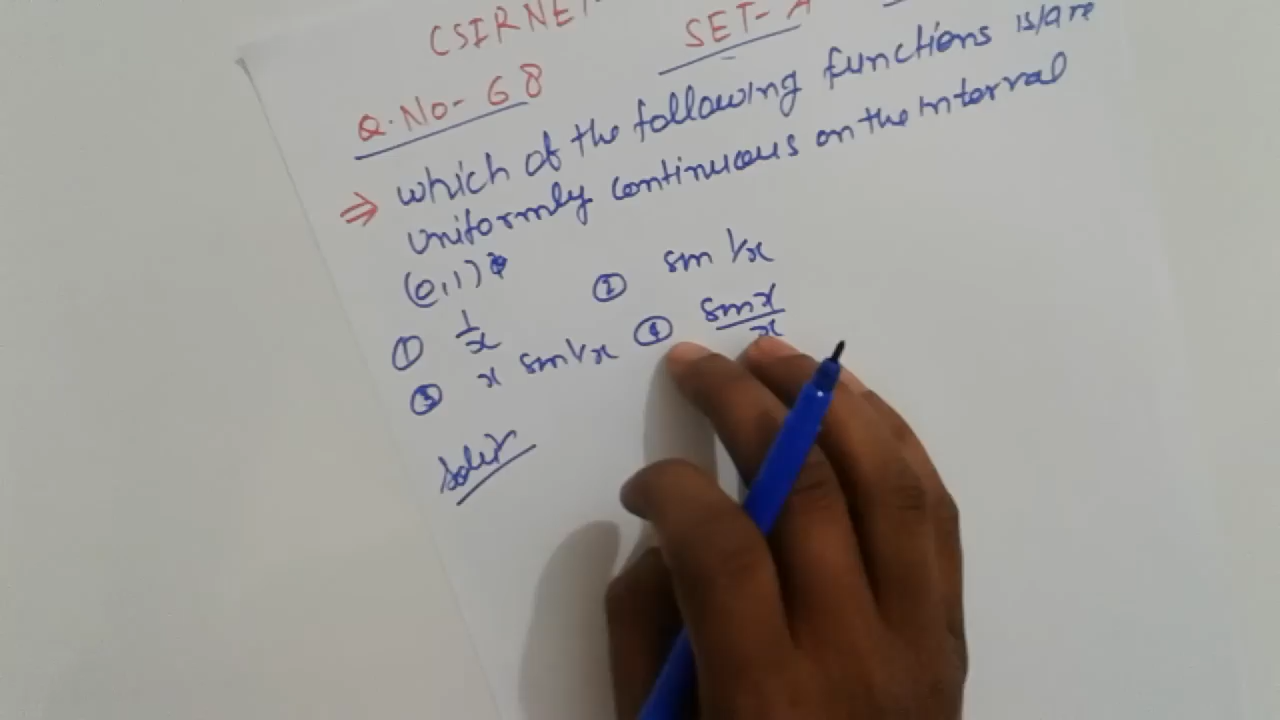 CSIRNET
SET-A
Q.No- 68
⇒ which of the following functions is/are
uniformly continuous on the interval
(0,1)
① 1/x ② sin 1/x
③ x sin 1/x ④ sinx/x